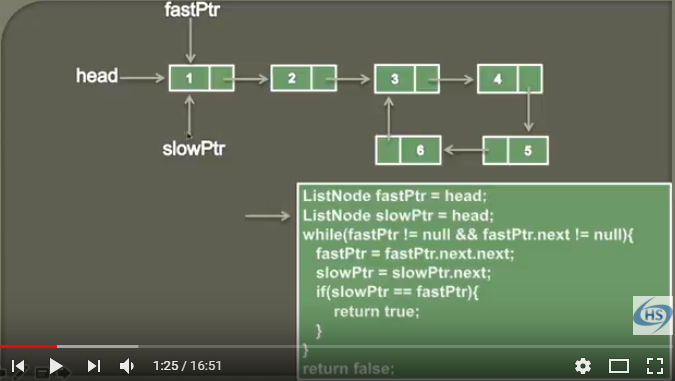 fastPtr
head
1
2
3
4
slowPtr
6
5
ListNode fastPtr = head;
ListNode slowPtr = head;
while(fastPtr != null && fastPtr.next != null){
fastPtr = fastPtr.next.next;
slowPtr = slowPtr.next;
if(slowPtr == fastPtr){
return true;
}
}
return false;
HS
1:25 / 16:51